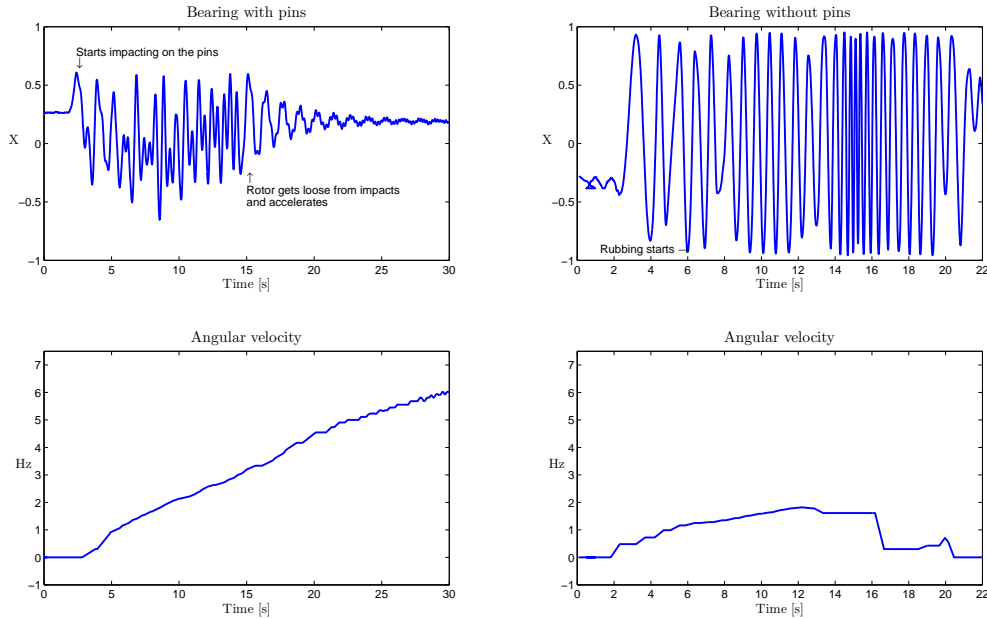 Bearing with pins
1
0.5
0
−0.5
−1
X
Starts impacting on the pins
Rotor gets loose from impacts
and accelerates
0 5 10 15 20 25 30
Time [s]
Bearing without pins
1
0.5
0
−0.5
−1
X
Rubbing starts
0 2 4 6 8 10 12 14 16 18 20 22
Time [s]
Angular velocity
7
6
5
4
3
2
1
0
−1
Hz
0 5 10 15 20 25 30
Time [s]
Angular velocity
7
6
5
4
3
2
1
0
−1
Hz
0 2 4 6 8 10 12 14 16 18 20 22
Time [s]